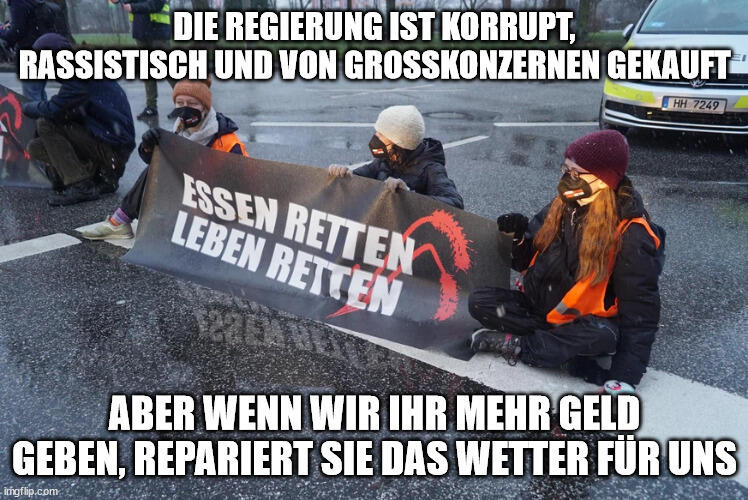 DIE REGIERUNG IST KORRUPT,
RASSISTISCH UND VON GROSSKONZERNEN GEKAUFT
HH 7249
ESSEN RETTEN
LEBEN RETTEN
ABER WENN WIR IHR MEHR GELD
GEBEN, REPARIERT SIE DAS WETTER FÜR UNS
imgflip.com